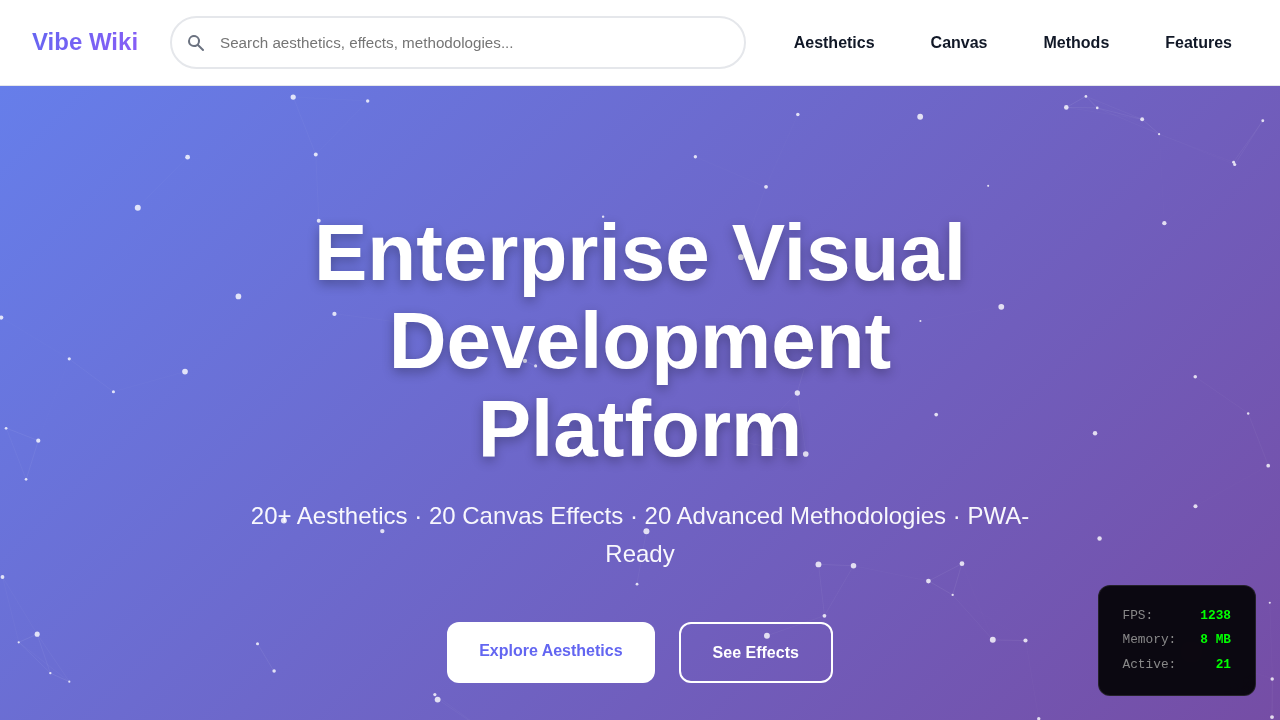 Vibe Wiki
Search aesthetics, effects, methodologies...
Aesthetics
Canvas
Methods
Features
Enterprise Visual
Development
Platform
20+ Aesthetics · 20 Canvas Effects · 20 Advanced Methodologies · PWA-
Ready
Explore Aesthetics
See Effects
FPS: 1238
Memory: 8 MB
Active: 21